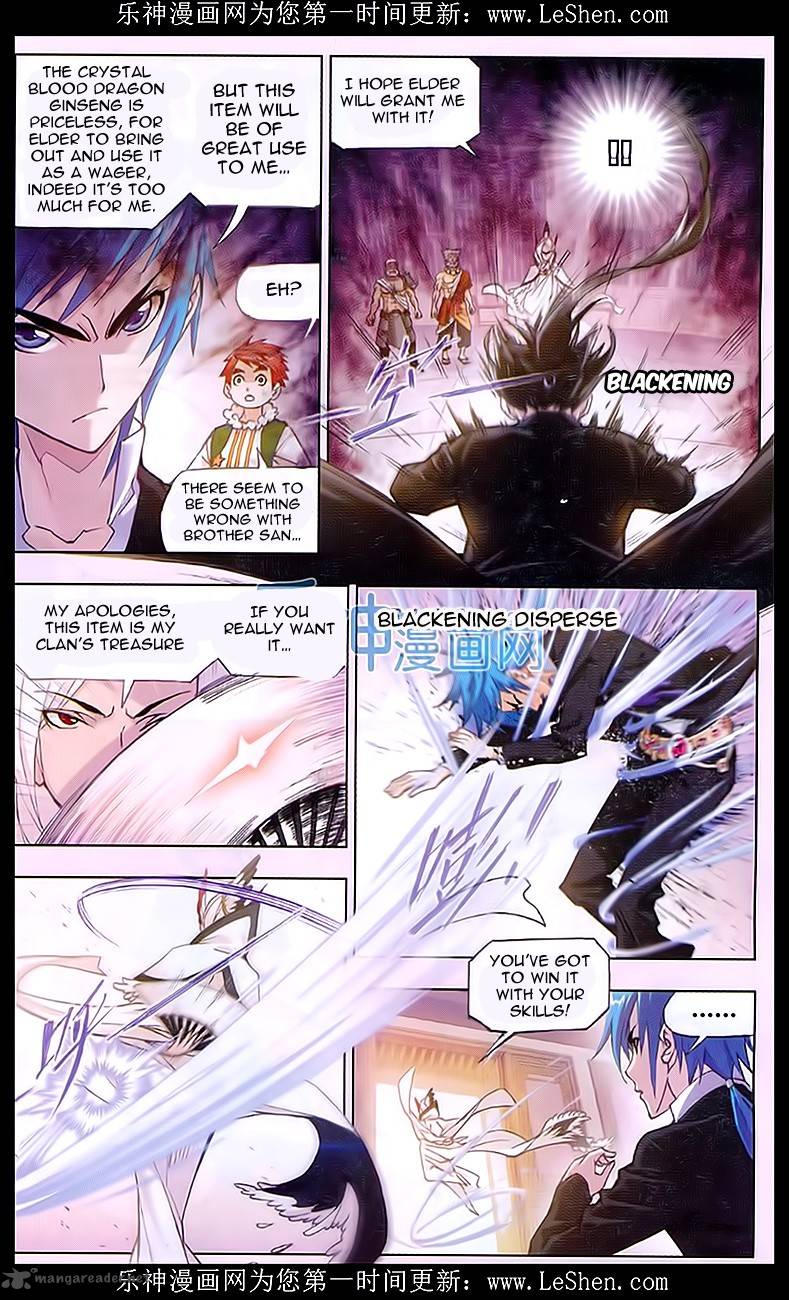 乐神漫画网为您第一时间更新：www.LeShen.com
THE CRYSTAL
BLOOD DRAGON
GINSENG IS
PRICELESS, FOR
ELDER TO BRING
OUT AND USE IT
AS A WAGER,
INDEED IT'S TOO
MUCH FOR ME.
BUT THIS
ITEM WILL
BE OF
GREAT USE
TO ME...
EH?
THERE SEEM TO
BE SOMETHING
WRONG WITH
BROTHER SAN...
I HOPE ELDER
WILL GRANT ME
WITH IT!
!!
BLACKENING
MY APOLOGIES,
THIS ITEM IS MY
CLAN'S TREASURE
IF YOU
REALLY WANT
IT...
BLACKENING DISPERSE
漫画网
嘭!
YOU'VE GOT
TO WIN IT
WITH YOUR
SKILLS!
......
mangareader.net
乐神漫画网为您第一时间更新：www.LeShen.com